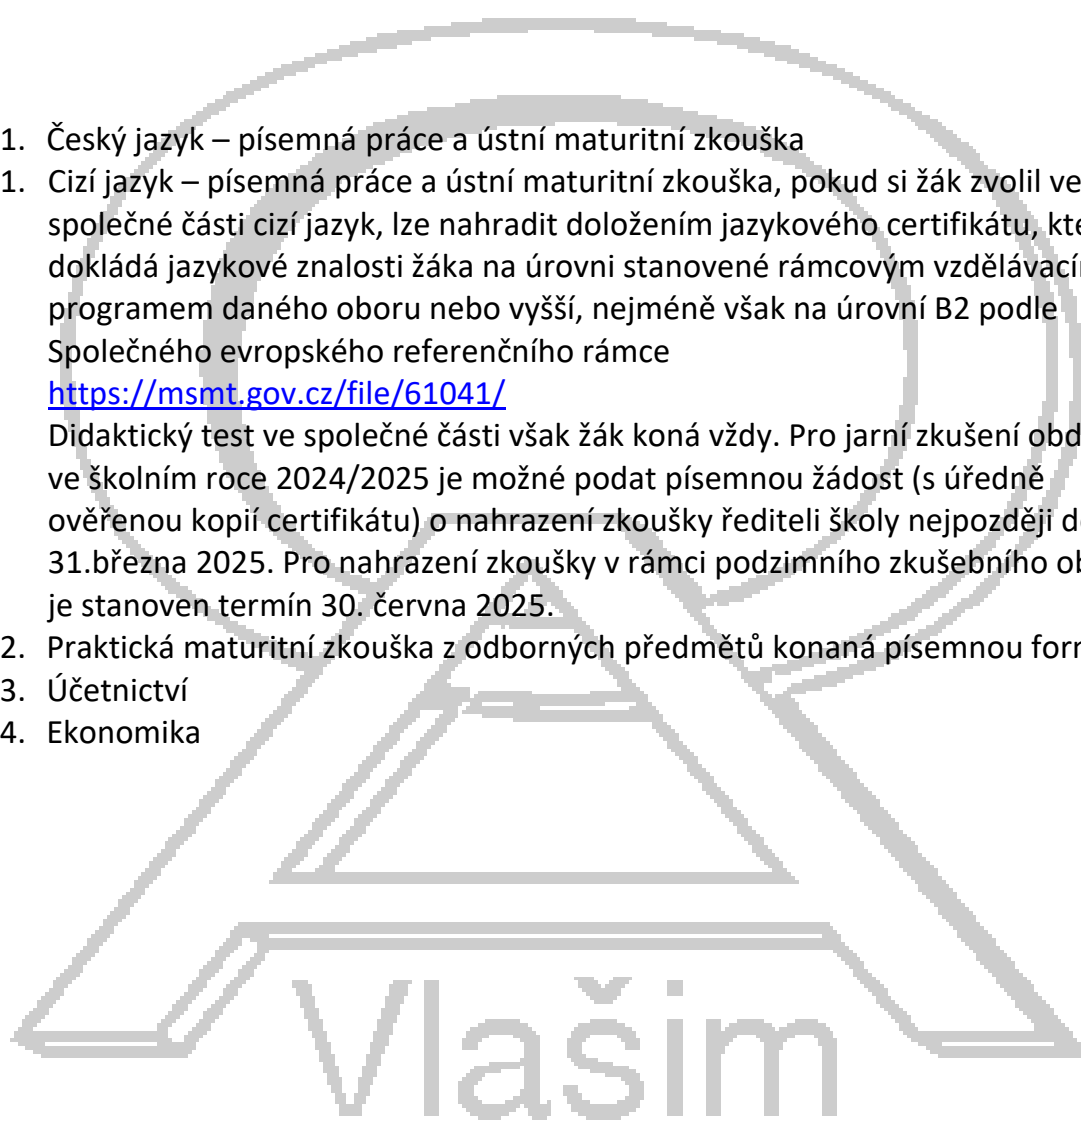 1. Český jazyk – písemná práce a ústní maturitní zkouška
1. Cizí jazyk – písemná práce a ústní maturitní zkouška, pokud si žák zvolil ve
společné části cizí jazyk, lze nahradit doložením jazykového certifikátu,
dokládá jazykové znalosti žáka na úrovni stanovené rámcovým
programem daného oboru nebo vyšší, nejméně však na úrovní B2 podle
Společného evropského referenčního rámce
https://msmt.gov.cz/file/61041/
Didaktický test ve společné části však žák koná vždy. Pro jarní zkušení
ve školním roce 2024/2025 je možné podat písemnou žádost (s úředně
ověřenou kopií certifikátu) o nahrazení zkoušky řediteli školy nejpozději
31.března 2025. Pro nahrazení zkoušky v rámci podzimního zkušebního
je stanoven termín 30. června 2025.
2. Praktická maturitní zkouška z odborných předmětů konaná písemnou
3. Účetnictví
4. Ekonomika
Vlašim